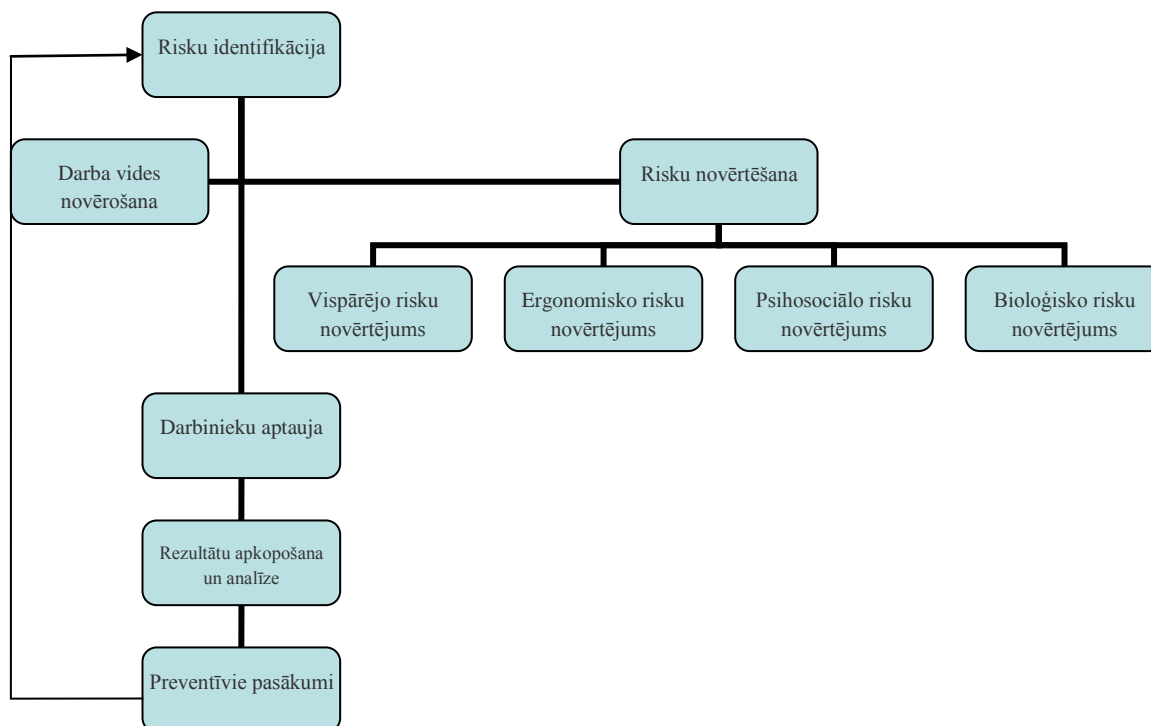 Risku identifikācija
Darba vides
novērošana
Risku novērtēšana
Vispārējo risku
novērtējums
Ergonomisko risku
novērtējums
Psihosociālo risku
novērtējums
Bioloģisko risku
novērtējums
Darbinieku aptauja
Rezultātu apkopošana
un analīze
Preventīvie pasākumi